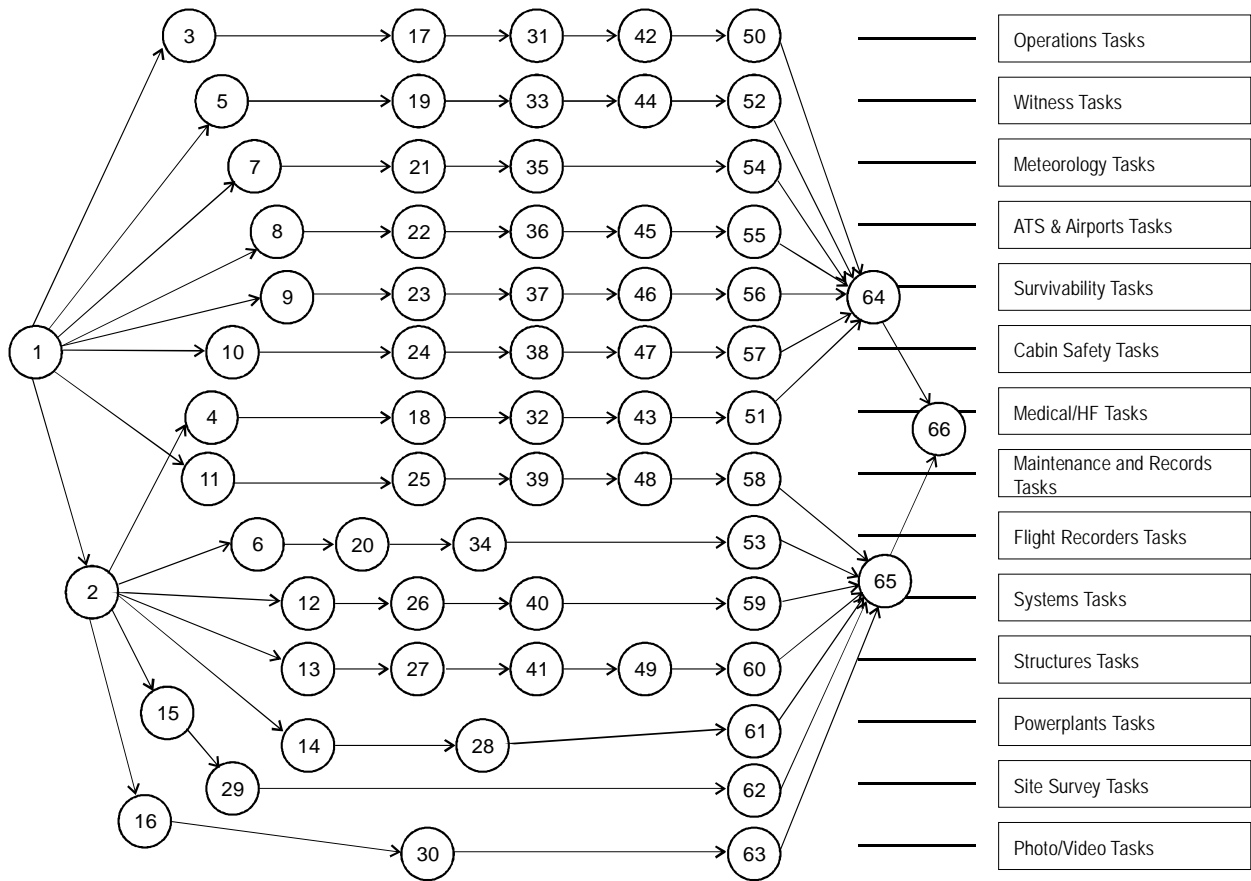 3 17 31 42 50 Operations Tasks
5 19 33 44 52 Witness Tasks
7 21 35 54 Meteorology Tasks
8 22 36 45 55 ATS & Airports Tasks
9 23 37 46 56 64 Survivability Tasks
1 10 24 38 47 57 Cabin Safety Tasks
4 18 32 43 51 66 Medical/HF Tasks
11 25 39 48 58 Maintenance and Records
Tasks
6 20 34 53 Flight Recorders Tasks
2 12 26 40 59 65 Systems Tasks
13 27 41 49 60 Structures Tasks
15 14 28 61 Powerplants Tasks
29 62 Site Survey Tasks
16 30 63 Photo/Video Tasks